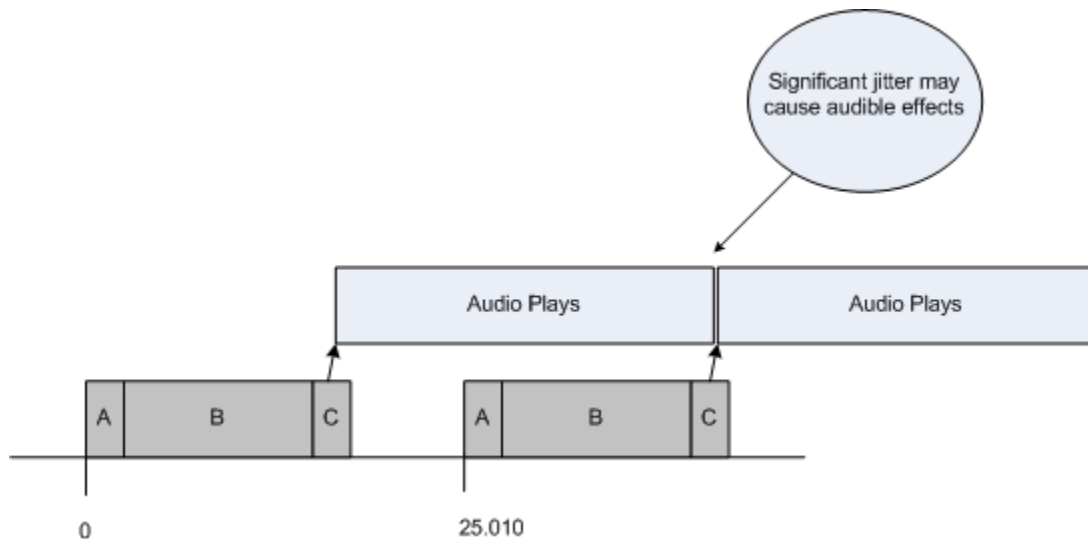 Significant jitter may
cause audible effects
Audio Plays
Audio Plays
A
B
C
A
B
C
0
25.010